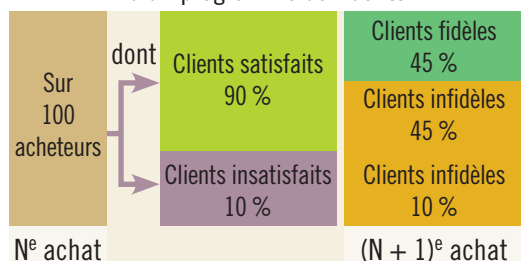 dont
Sur
100
acheteurs
Clients satisfaits
90 %
Clients insatisfaits
10 %
Clients fidèles
45 %
Clients infidèles
45 %
Clients infidèles
10 %
Nᵉ achat
(N + 1)ᵉ achat